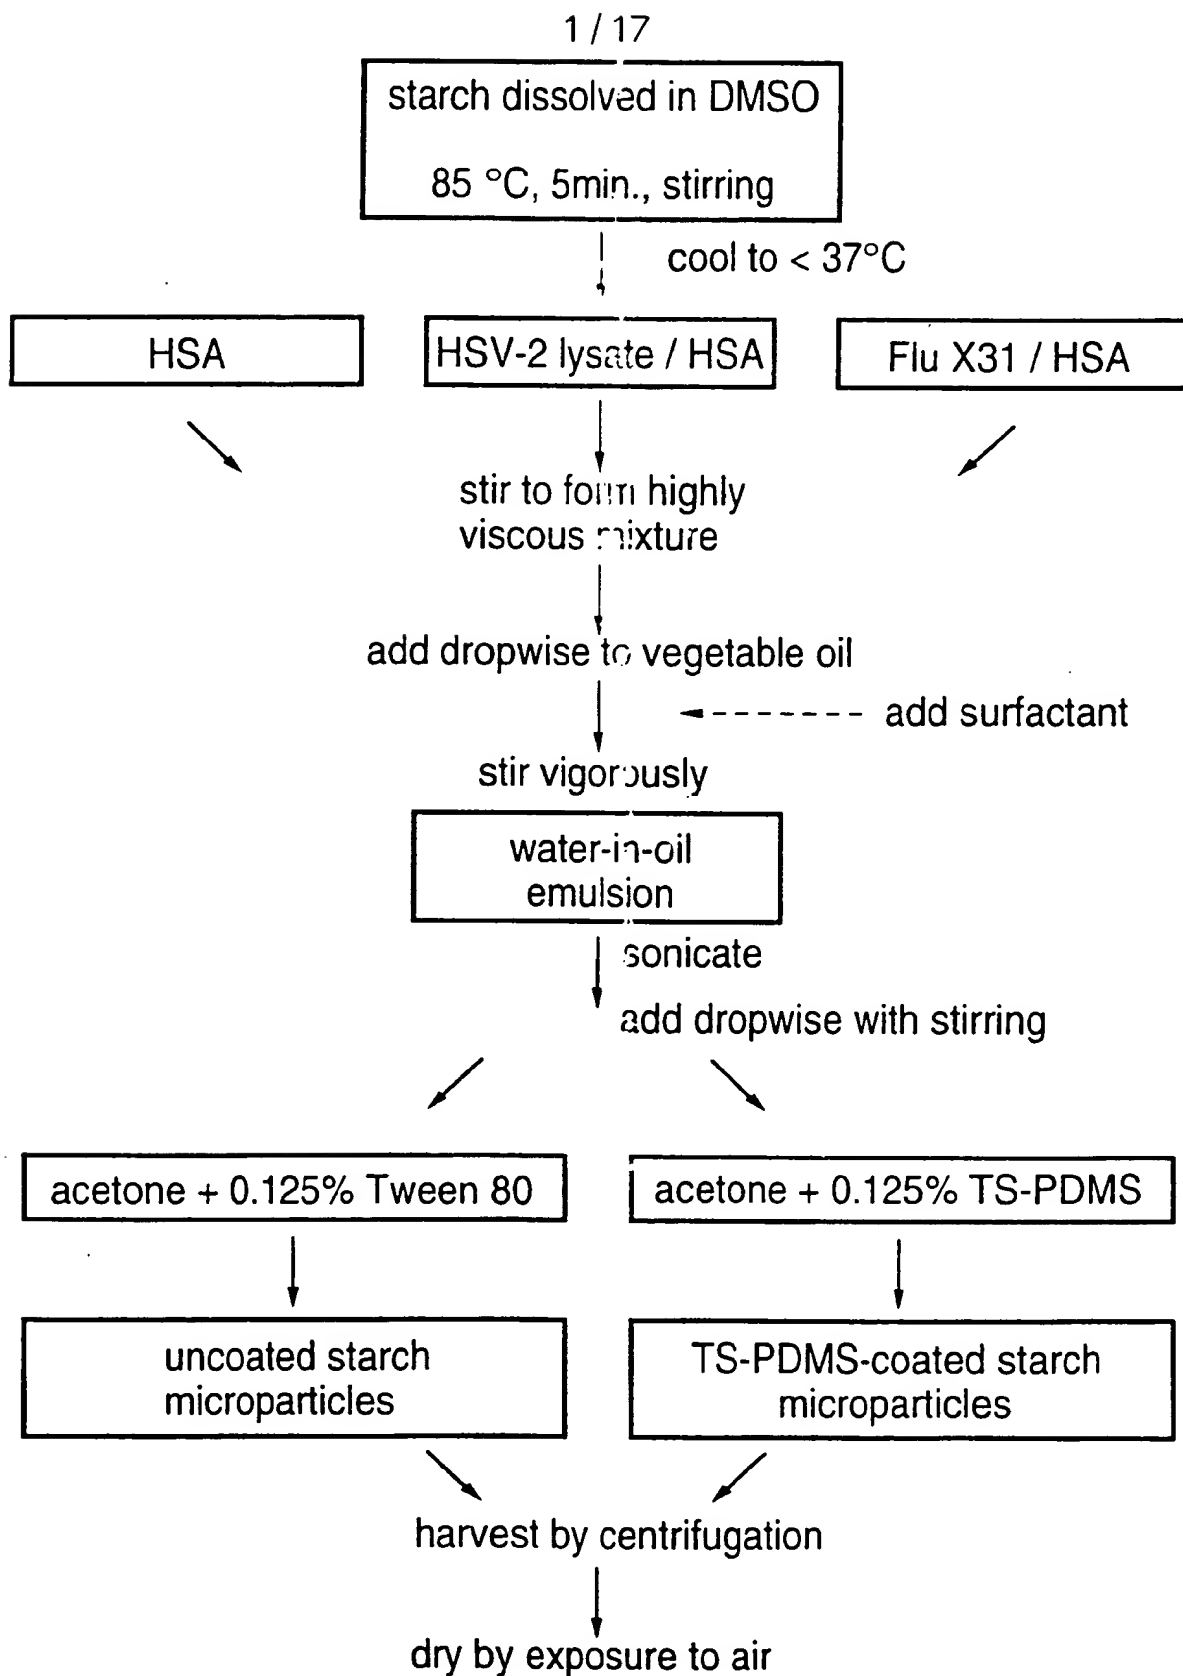 1 / 17
starch dissolved in DMSO
85 °C, 5min., stirring
cool to < 37°C
HSA
HSV-2 lysate / HSA
Flu X31 / HSA
stir to form highly
viscous mixture
add dropwise to vegetable oil
add surfactant
stir vigorously
water-in-oil
emulsion
sonicate
add dropwise with stirring
acetone + 0.125% Tween 80
acetone + 0.125% TS-PDMS
uncoated starch
microparticles
TS-PDMS-coated starch
microparticles
harvest by centrifugation
dry by exposure to air